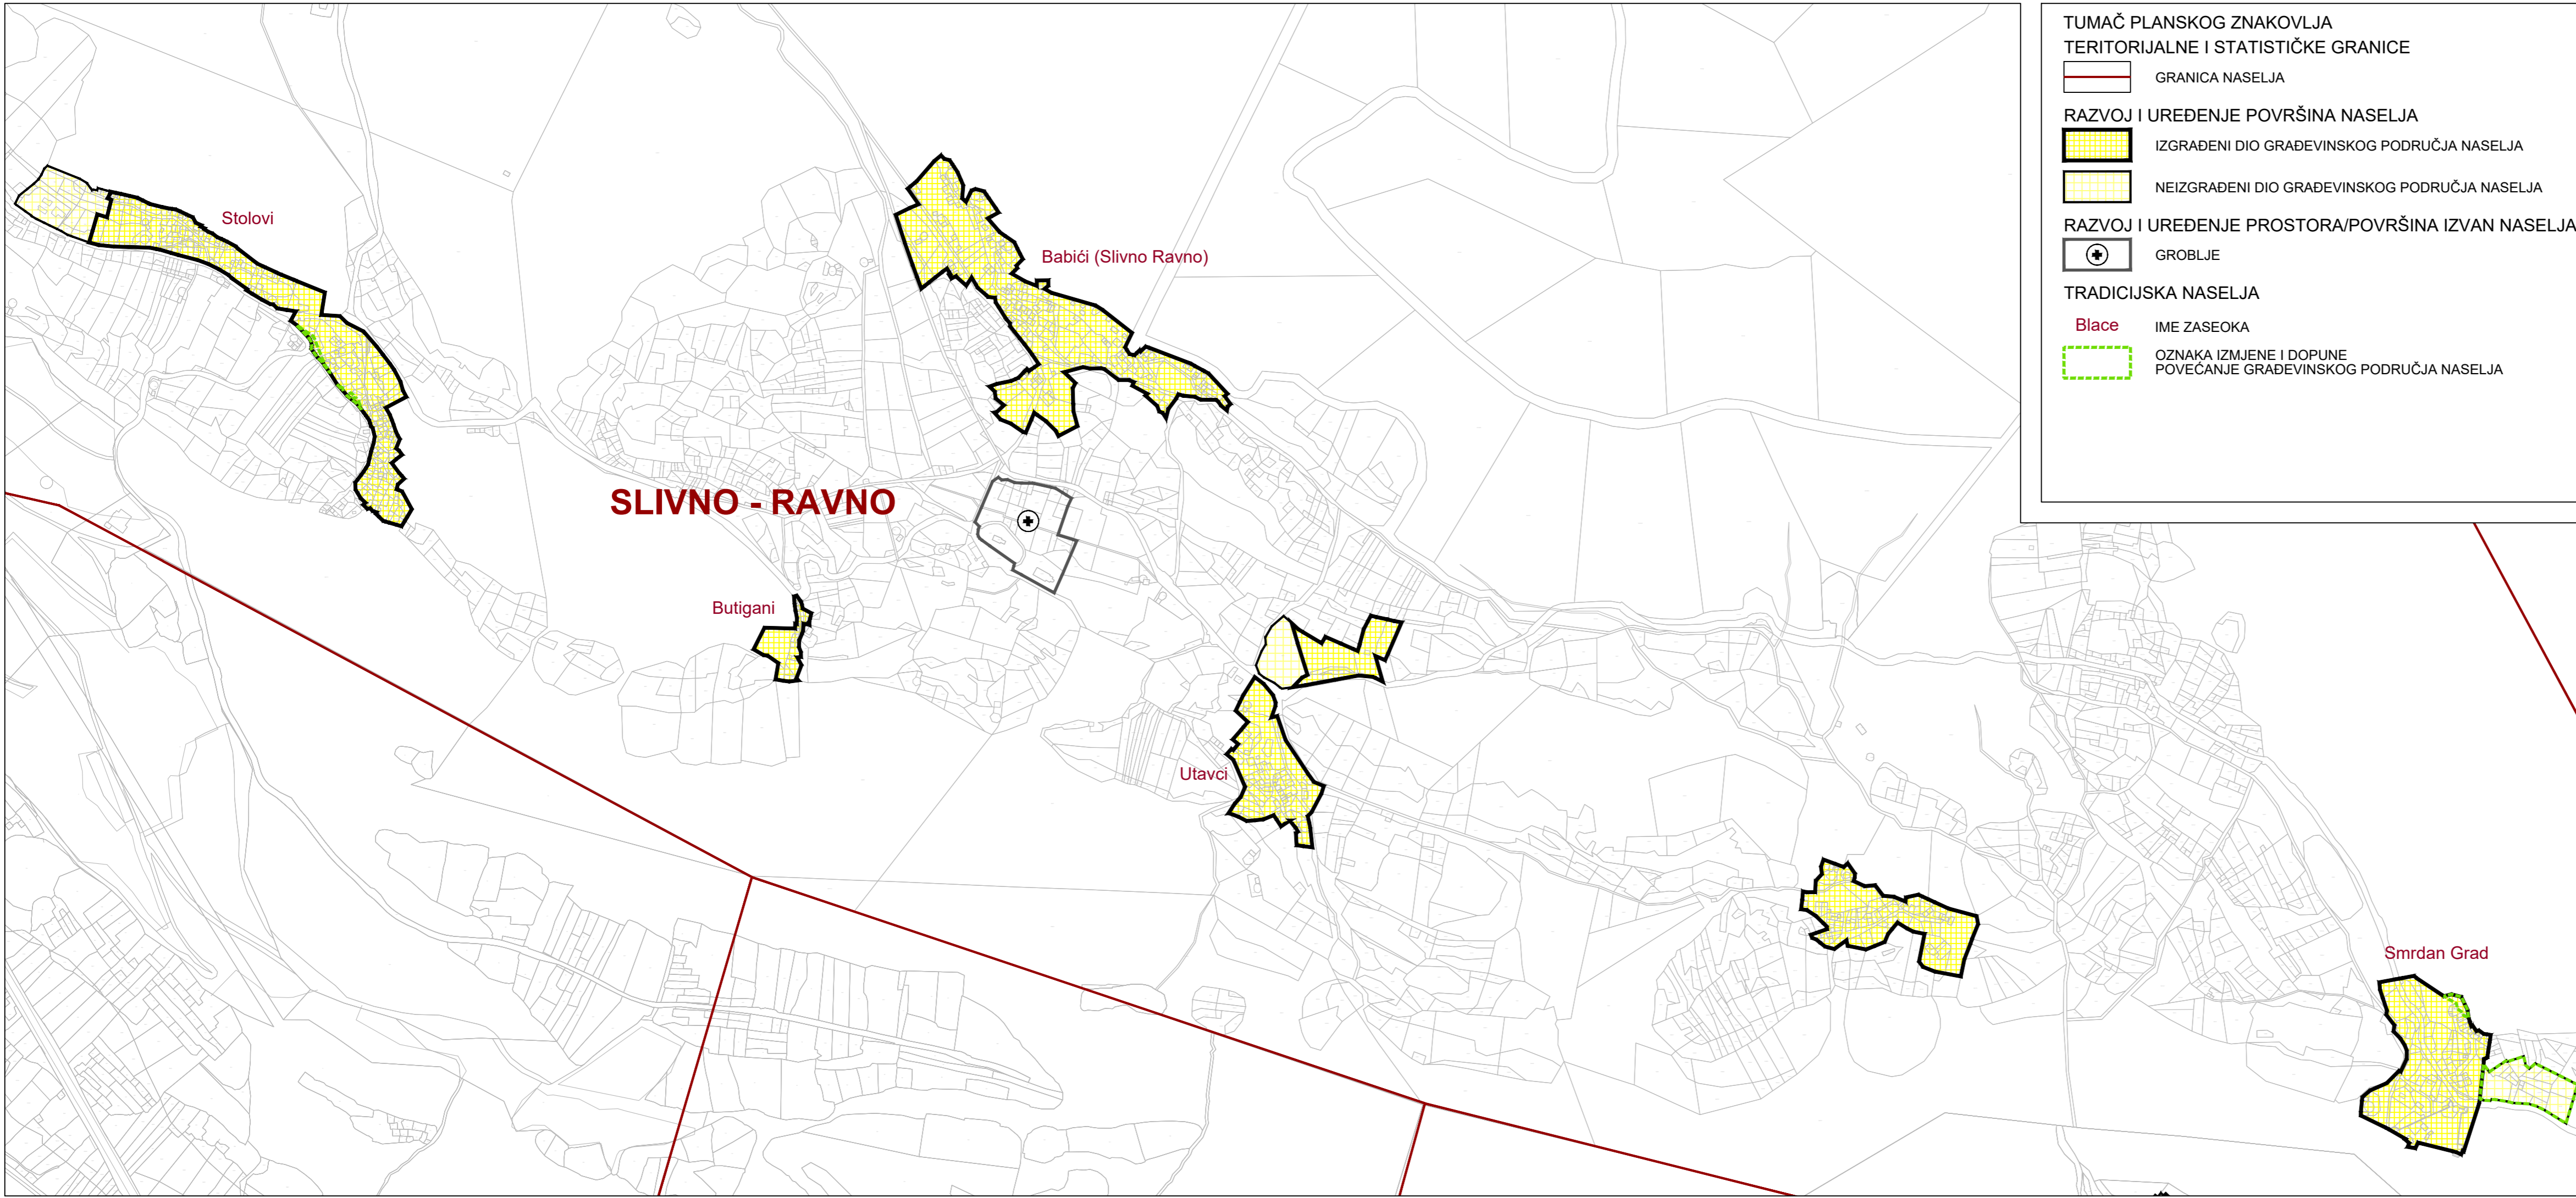 TUMAČ PLANSKOG ZNAKOVLJA
TERITORIJALNE I STATISTIČKE GRANICE
GRANICA NASELJA
RAZVOJ I UREĐENJE POVRŠINA NASELJA
IZGRAĐENI DIO GRAĐEVINSKOG PODRUČJA NASELJA
NEIZGRAĐENI DIO GRAĐEVINSKOG PODRUČJA NASELJA
RAZVOJ I UREĐENJE PROSTORA/POVRŠINA IZVAN NASELJA
GROBLJE
TRADICIJSKA NASELJA
Blace IME ZASEOKA
OZNAKA IZMJENE I DOPUNE
POVEĆANJE GRAĐEVINSKOG PODRUČJA NASELJA
Stolovi
Babići (Slivno Ravno)
SLIVNO - RAVNO
Butigani
Utavci
Smrdan Grad